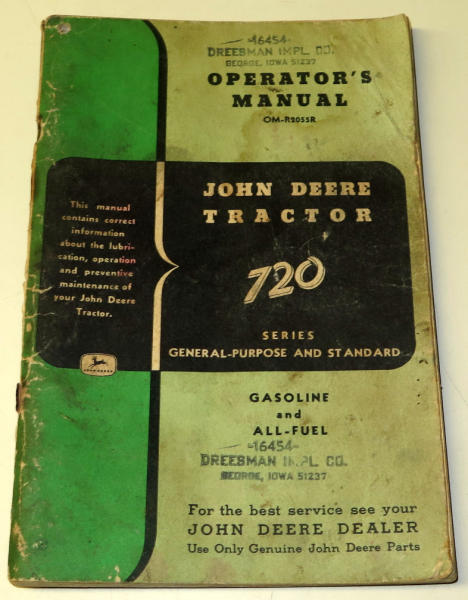 -16454-
DREESMAN IMPL. CO.
GEORGE, IOWA 51237
OPERATOR'S
MANUAL
OM-R2055R
This manual
contains correct
information
about the lubri-
cation, operation
and preventive
maintenance of
your John Deere
Tractor.
JOHN DEERE
TRACTOR
720
SERIES
GENERAL-PURPOSE AND STANDARD
JOHN DEERE
GASOLINE
and
ALL-FUEL
-16454-
DREESMAN IMPL. CO.
GEORGE, IOWA 51237
For the best service see your
JOHN DEERE DEALER
Use Only Genuine John Deere Parts